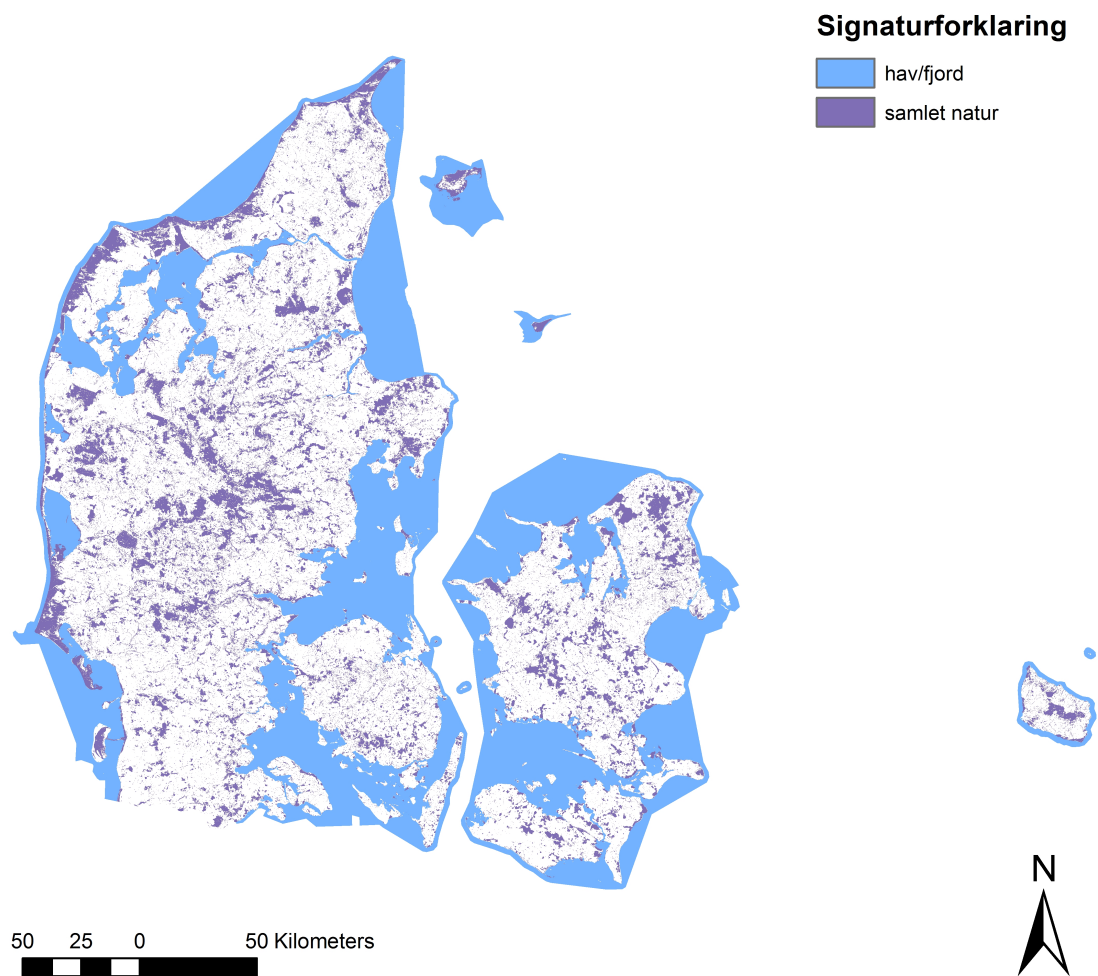 Signaturforklaring
hav/fjord
samlet natur
N
50 25 0 50 Kilometers